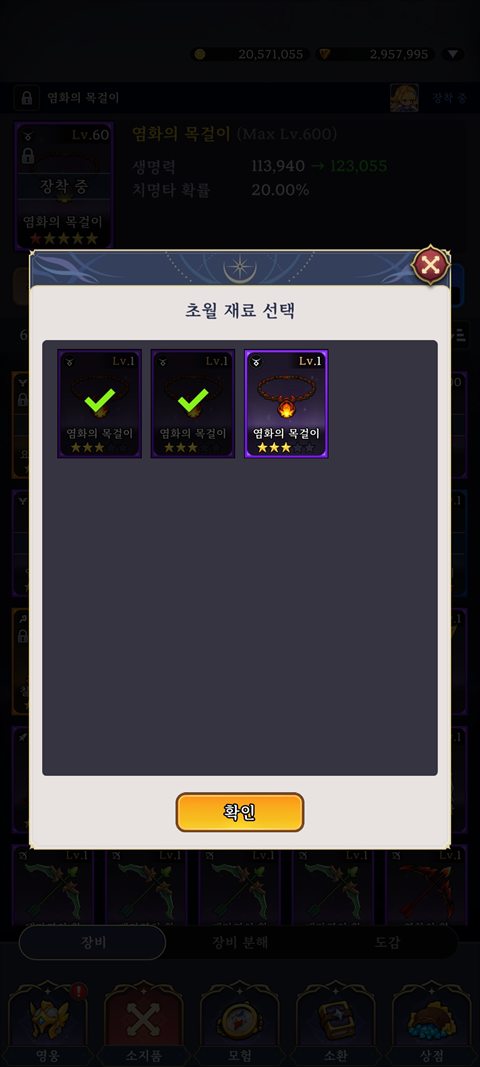 20,571,055 2,957,995
염화의 목걸이 장착 중
Lv.60 염화의 목걸이 (Max Lv.600)
생명력 113,940 → 123,055
장착 중 치명타 확률 20.00%
염화의 목걸이
초월 재료 선택
Lv.1 Lv.1 Lv.1
염화의 목걸이 염화의 목걸이 염화의 목걸이
확인
Lv.1 Lv.1 Lv.1 Lv.1 Lv.1
장비 장비 분해 도감
영웅 소지품 모험 소환 상점